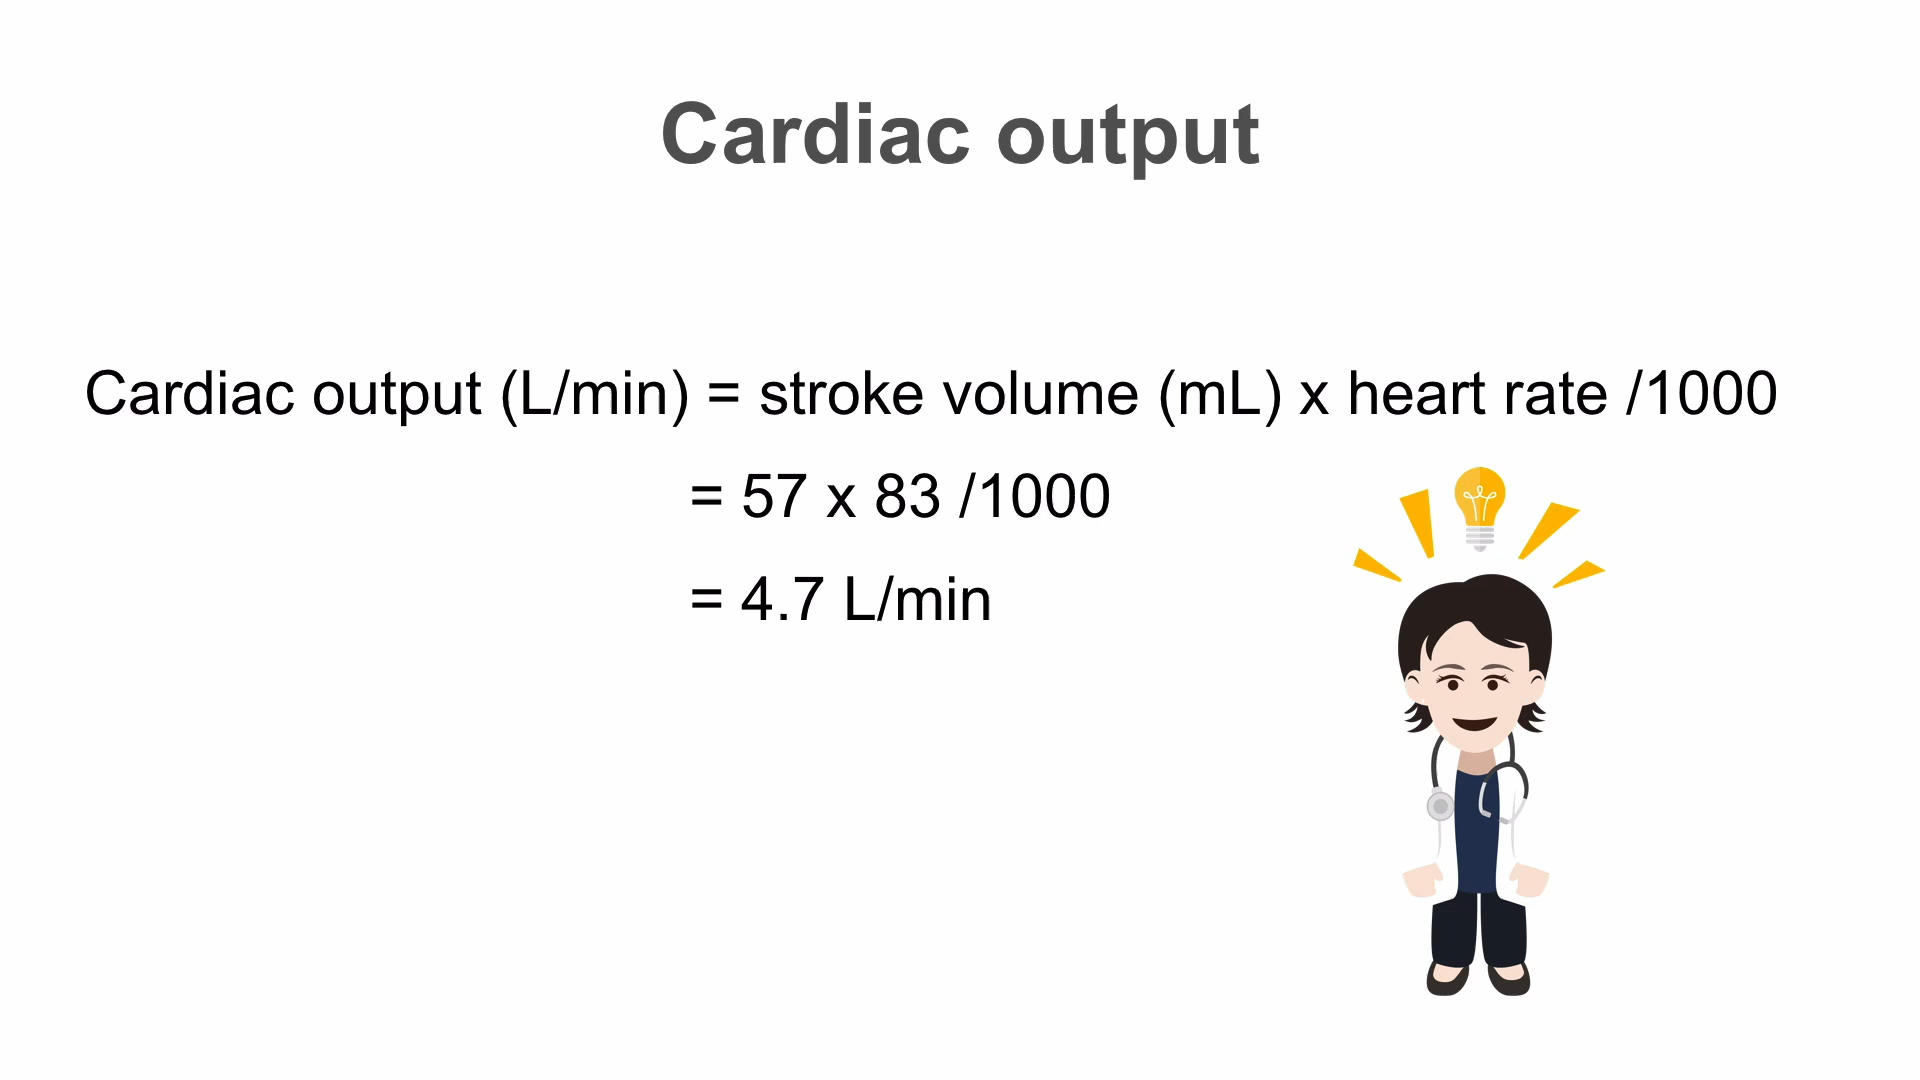 Cardiac output
Cardiac output (L/min) = stroke volume (mL) x heart rate /1000
= 57 x 83 /1000
= 4.7 L/min